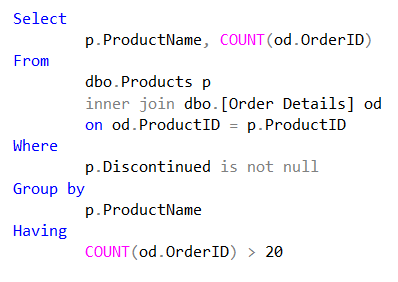 Select
p.ProductName, COUNT(od.OrderID)
From
dbo.Products p
inner join dbo.[Order Details] od
on od.ProductID = p.ProductID
Where
p.Discontinued is not null
Group by
p.ProductName
Having
COUNT(od.OrderID) > 20